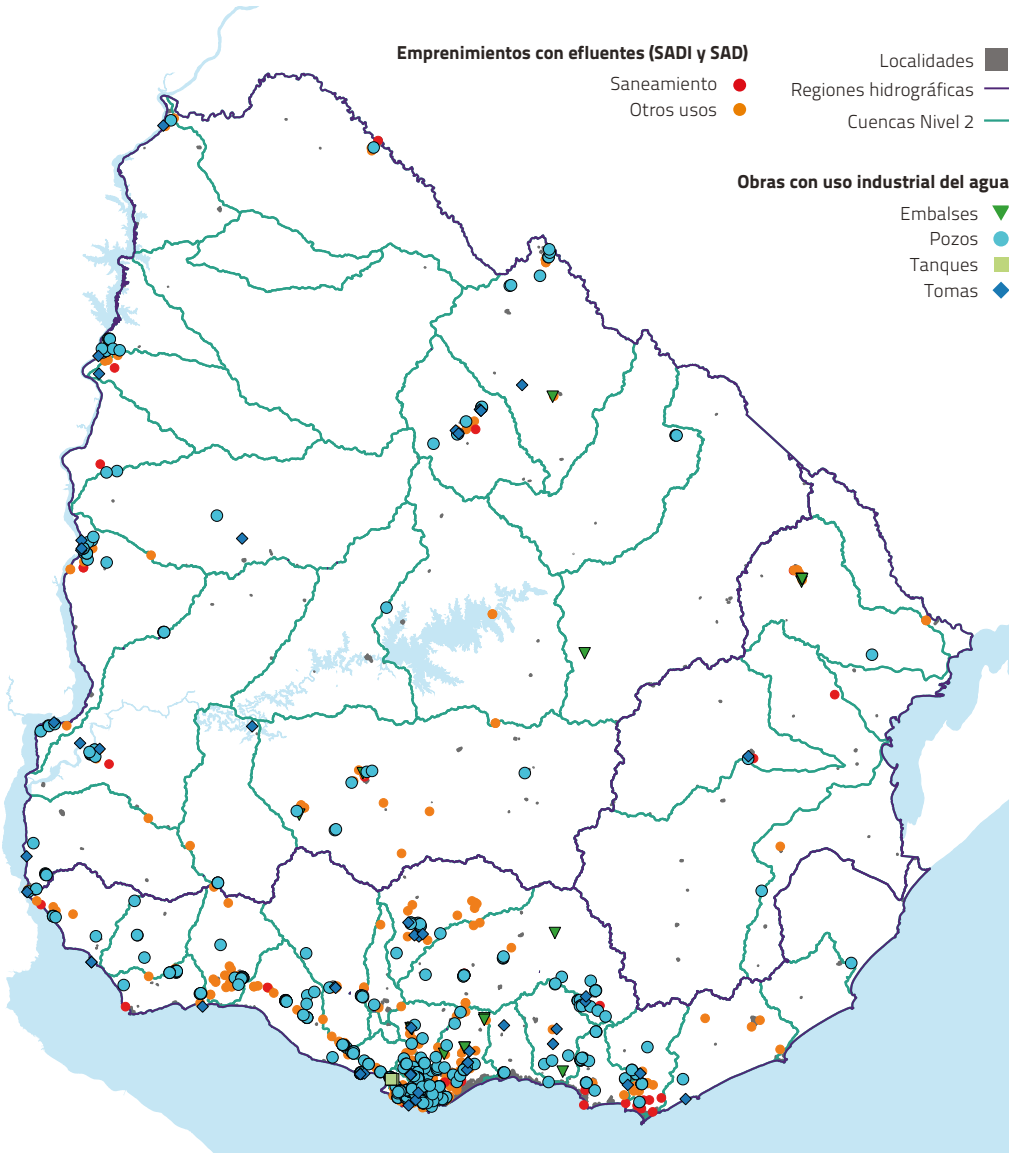 Emprenimientos con efluentes (SADI y SAD)
Saneamiento
Otros usos
Localidades
Regiones hidrográficas
Cuencas Nivel 2
Obras con uso industrial del agua
Embalses
Pozos
Tanques
Tomas